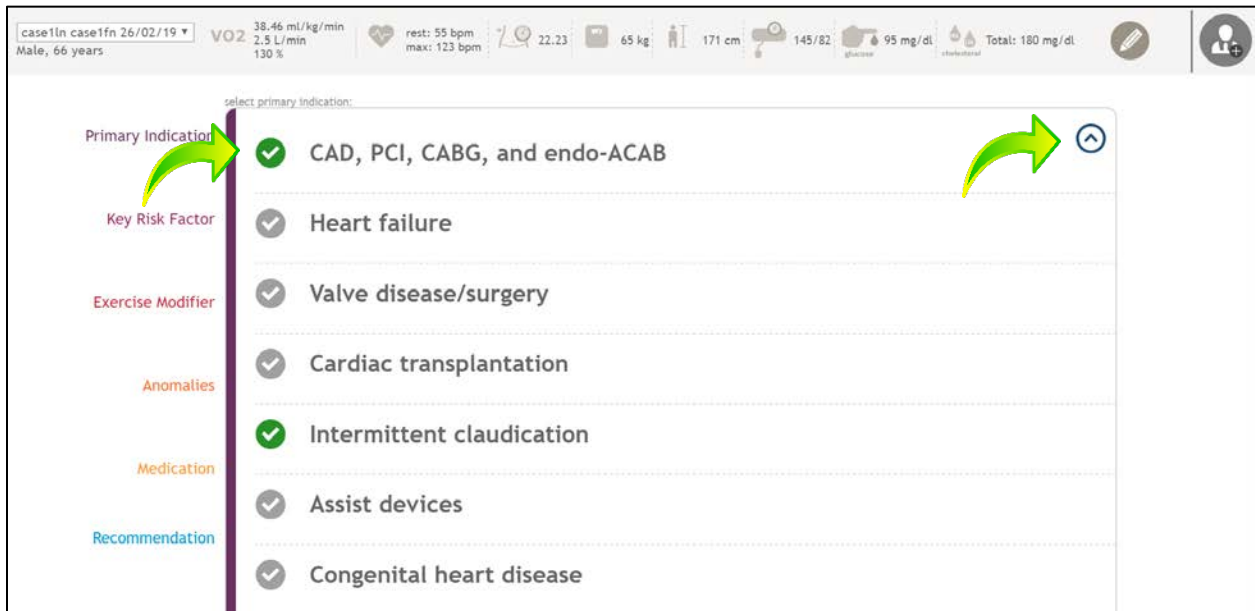 case1ln case1fn 26/02/19 ▼
Male, 66 years
VO2
38.46 ml/kg/min
2.5 L/min
130 %
rest: 55 bpm
max: 123 bpm
22.23
65 kg
171 cm
145/82
glucose
95 mg/dl
cholesterol
Total: 180 mg/dl
select primary indication:
Primary Indication
Key Risk Factor
Exercise Modifier
Anomalies
Medication
Recommendation
CAD, PCI, CABG, and endo-ACAB
Heart failure
Valve disease/surgery
Cardiac transplantation
Intermittent claudication
Assist devices
Congenital heart disease